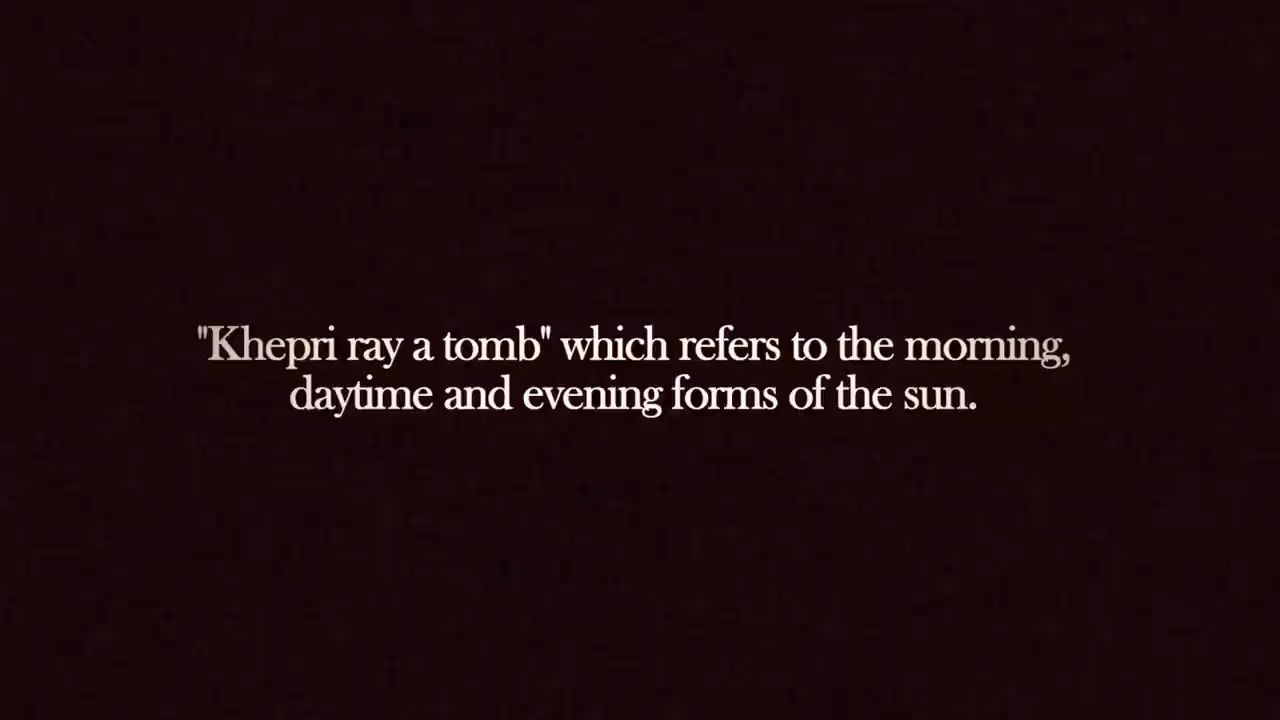 "Khepri ray a tomb" which refers to the morning,
daytime and evening forms of the sun.